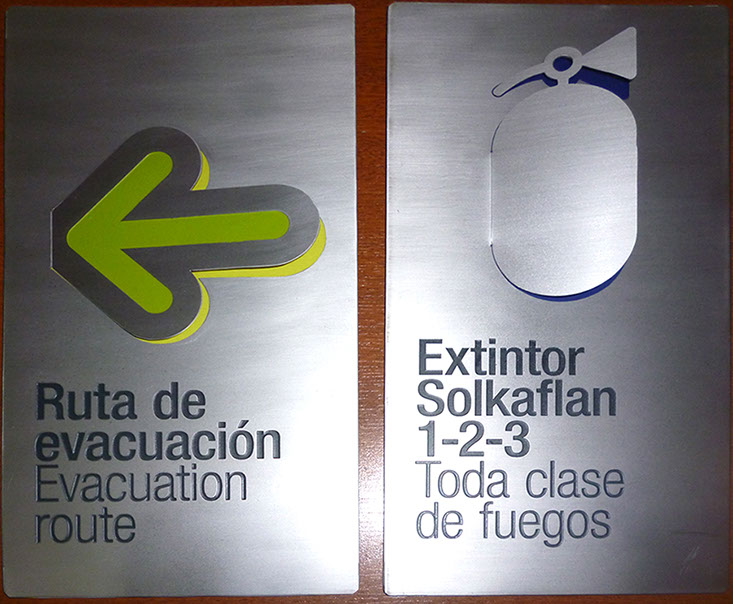 Ruta de
evacuación
Evacuation
route
Extintor
Solkaflan
1-2-3
Toda clase
de fuegos